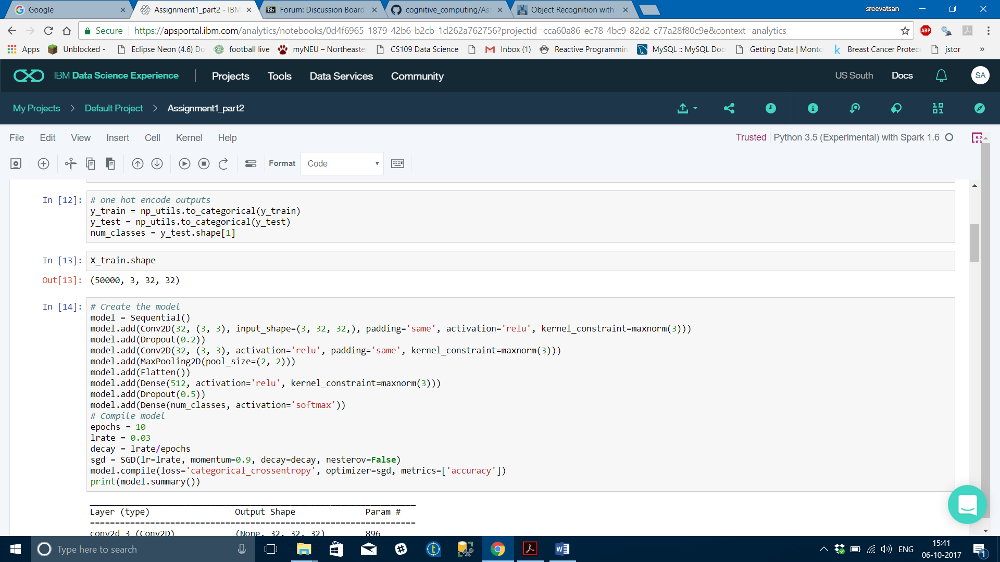 Google
Assignment1_part2 - IBM
Forum: Discussion Board
cognitive_computing/Ass
Object Recognition with
sreevatsan
Secure
https://apsportal.ibm.com/analytics/notebooks/0d4f6965-1879-42b6-b2cb-1d262a762756?projectid=cca60a86-ec78-4bc9-82d2-c77a28f80c9e&context=analytics
ABP
Apps
Unblocked -
Eclipse Neon (4.6) Do
football live
myNEU – Northeaste
CS109 Data Science
Inbox (1)
Reactive Programmin
MySQL :: MySQL Doc
Getting Data | Montc
Breast Cancer Proteo
jstor
»
IBM Data Science Experience
Projects
Tools
Data Services
Community
US South
Docs
SA
My Projects > Default Project > Assignment1_part2
File Edit View Insert Cell Kernel Help
Trusted | Python 3.5 (Experimental) with Spark 1.6
Format
Code
In [12]: # one hot encode outputs
y_train = np_utils.to_categorical(y_train)
y_test = np_utils.to_categorical(y_test)
num_classes = y_test.shape[1]
In [13]: X_train.shape
Out[13]: (50000, 3, 32, 32)
In [14]: # Create the model
model = Sequential()
model.add(Conv2D(32, (3, 3), input_shape=(3, 32, 32,), padding='same', activation='relu', kernel_constraint=maxnorm(3)))
model.add(Dropout(0.2))
model.add(Conv2D(32, (3, 3), activation='relu', padding='same', kernel_constraint=maxnorm(3)))
model.add(MaxPooling2D(pool_size=(2, 2)))
model.add(Flatten())
model.add(Dense(512, activation='relu', kernel_constraint=maxnorm(3)))
model.add(Dropout(0.5))
model.add(Dense(num_classes, activation='softmax'))
# Compile model
epochs = 10
lrate = 0.03
decay = lrate/epochs
sgd = SGD(lr=lrate, momentum=0.9, decay=decay, nesterov=False)
model.compile(loss='categorical_crossentropy', optimizer=sgd, metrics=['accuracy'])
print(model.summary())
_________________________________________________________________
Layer (type) Output Shape Param #
=================================================================
conv2d_3 (Conv2D) (None, 32, 32, 32) 896
Type here to search
ENG
15:41
06-10-2017
1